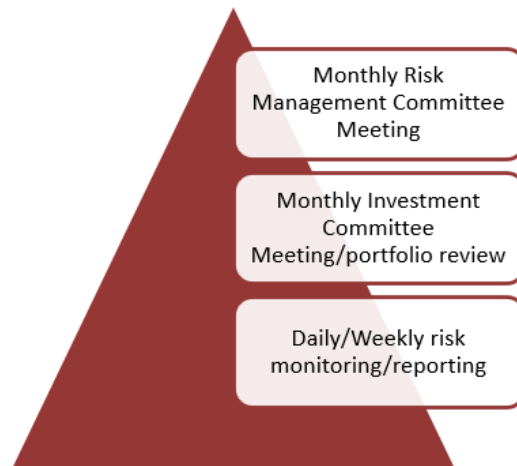 Monthly Risk
Management Committee
Meeting
Monthly Investment
Committee
Meeting/portfolio review
Daily/Weekly risk
monitoring/reporting